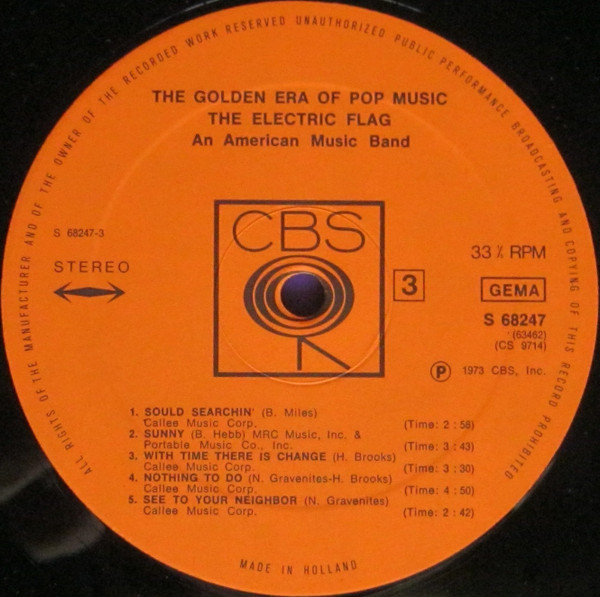 ALL RIGHTS OF THE MANUFACTURER AND OF THE OWNER OF THE RECORDED WORK RESERVED UNAUTHORIZED PUBLIC PERFORMANCE BROADCASTING AND COPYING OF THIS RECORD PROHIBITED
THE GOLDEN ERA OF POP MUSIC
THE ELECTRIC FLAG
An American Music Band
CBS
S 68247-3
STEREO
3
33 ⅓ RPM
GEMA
S 68247
(63462)
(CS 9714)
Ⓟ 1973 CBS, Inc.
1. SOULD SEARCHIN' (B. Miles)
Callee Music Corp. (Time: 2 : 58)
2. SUNNY (B. Hebb) MRC Music, Inc. &
Portable Music Co., Inc. (Time: 3 : 43)
3. WITH TIME THERE IS CHANGE (H. Brooks)
Callee Music Corp. (Time: 3 : 30)
4. NOTHING TO DO (N. Gravenites-H. Brooks)
Callee Music Corp. (Time: 4 : 50)
5. SEE TO YOUR NEIGHBOR (N. Gravenites)
Callee Music Corp. (Time: 2 : 42)
MADE IN HOLLAND